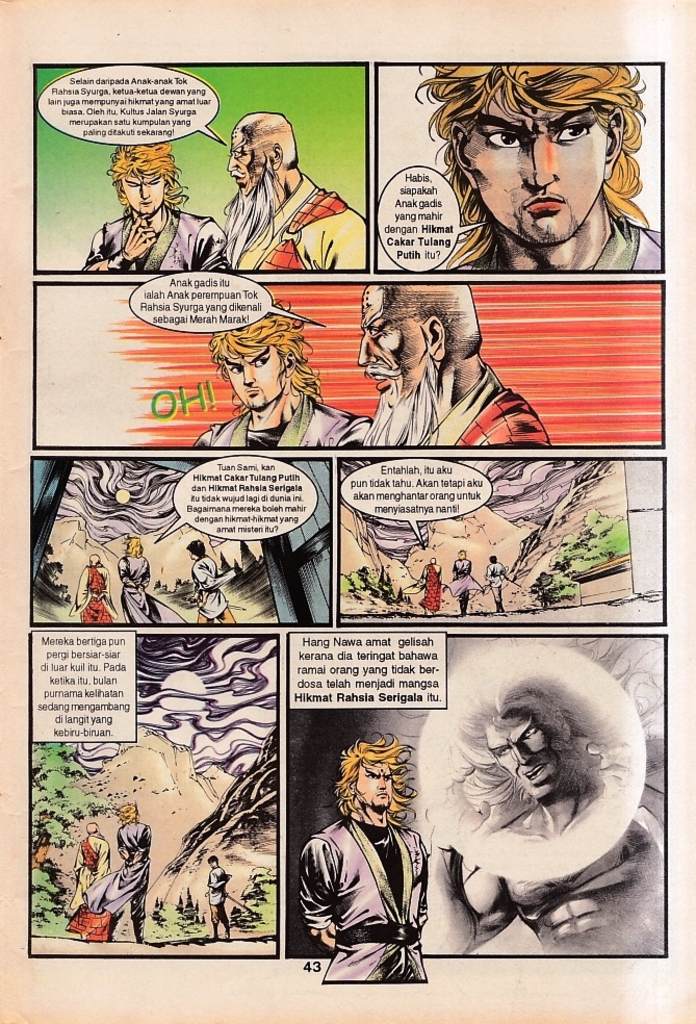 Selain daripada Anak-anak Tok
Rahsia Syurga, ketua-ketua dewan yang
lain juga mempunyai hikmat yang amat luar
biasa. Oleh itu, Kultus Jalan Syurga
merupakan satu kumpulan yang
paling ditakuti sekarang!
Habis,
siapakah
Anak gadis
yang mahir
dengan Hikmat
Cakar Tulang
Putih itu?
Anak gadis itu
ialah Anak perempuan Tok
Rahsia Syurga yang dikenali
sebagai Merah Marak!
OH!
Tuan Sami, kan
Hikmat Cakar Tulang Putih
dan Hikmat Rahsia Serigala
itu tidak wujud lagi di dunia ini.
Bagaimana mereka boleh mahir
dengan hikmat-hikmat yang
amat misteri itu?
Entahlah, itu aku
pun tidak tahu. Akan tetapi aku
akan menghantar orang untuk
menyiasatnya nanti!
Mereka bertiga pun
pergi bersiar-siar
di luar kuil itu. Pada
ketika itu, bulan
purnama kelihatan
sedang mengambang
di langit yang
kebiru-biruan.
Hang Nawa amat gelisah
kerana dia teringat bahawa
ramai orang yang tidak ber-
dosa telah menjadi mangsa
Hikmat Rahsia Serigala itu.
43